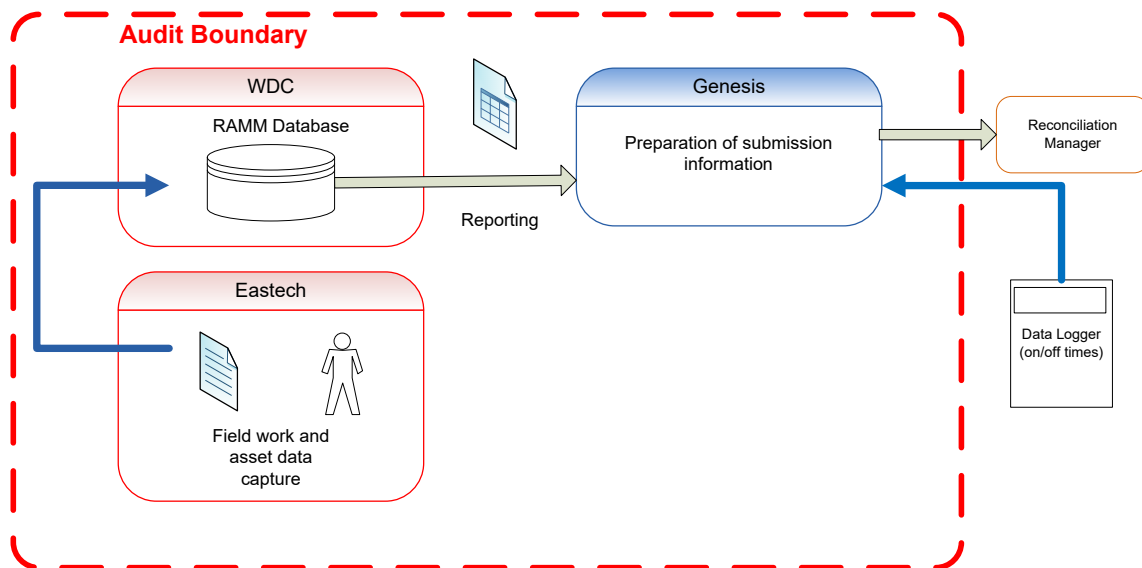 Audit Boundary
WDC
RAMM Database
Reporting
Genesis
Preparation of submission
information
Reconciliation
Manager
Eastech
Field work and
asset data
capture
Data Logger
(on/off times)